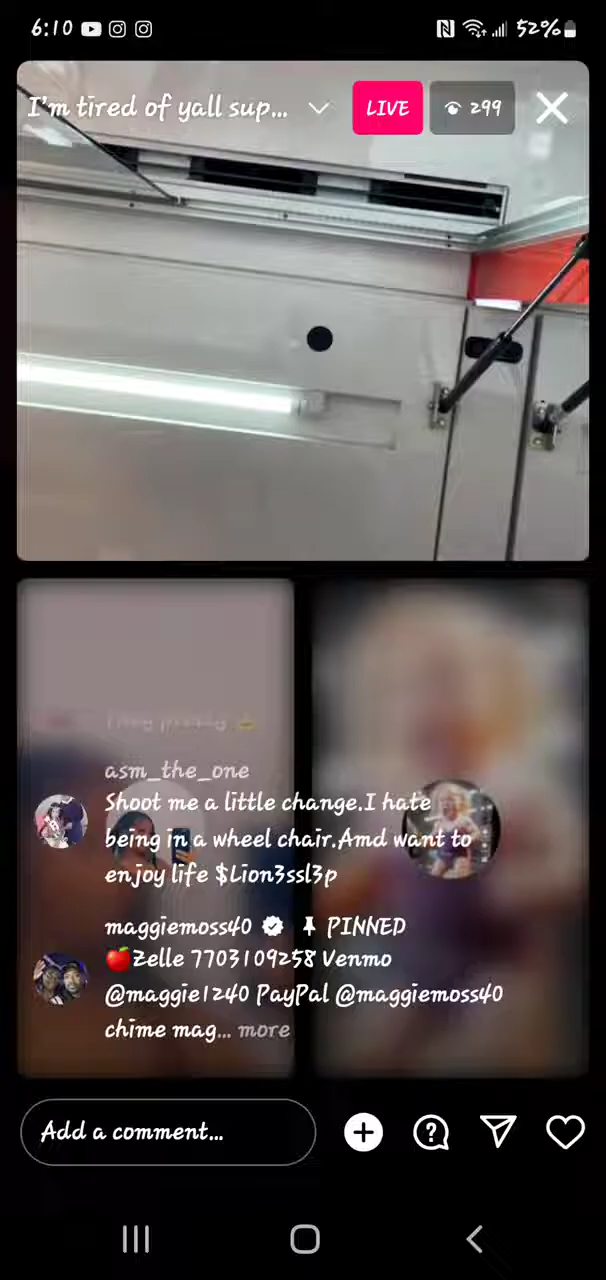 6:10
52%
I'm tired of yall sup...
LIVE
299
asm_the_one
Shoot me a little change.I hate
being in a wheel chair.Amd want to
enjoy life $Lion3ssl3p
maggiemoss40 PINNED
🍎Zelle 7703109258 Venmo
@maggie1240 PayPal @maggiemoss40
chime mag... more
Add a comment...